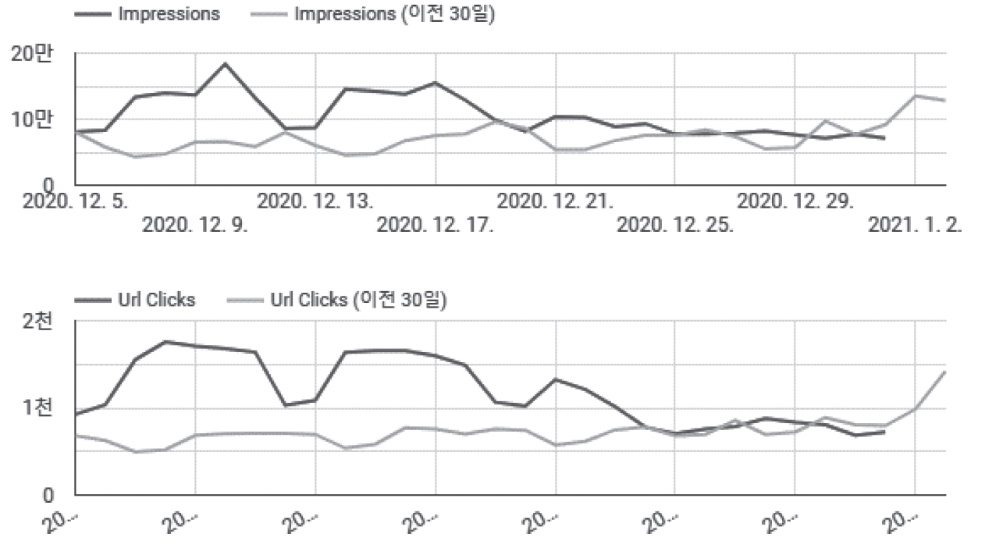 Impressions Impressions (이전 30일)
20만
10만
0
2020. 12. 5. 2020. 12. 13. 2020. 12. 21. 2020. 12. 29.
2020. 12. 9. 2020. 12. 17. 2020. 12. 25. 2021. 1. 2.
Url Clicks Url Clicks (이전 30일)
2천
1천
0
20... 20... 20... 20... 20... 20... 20... 20...